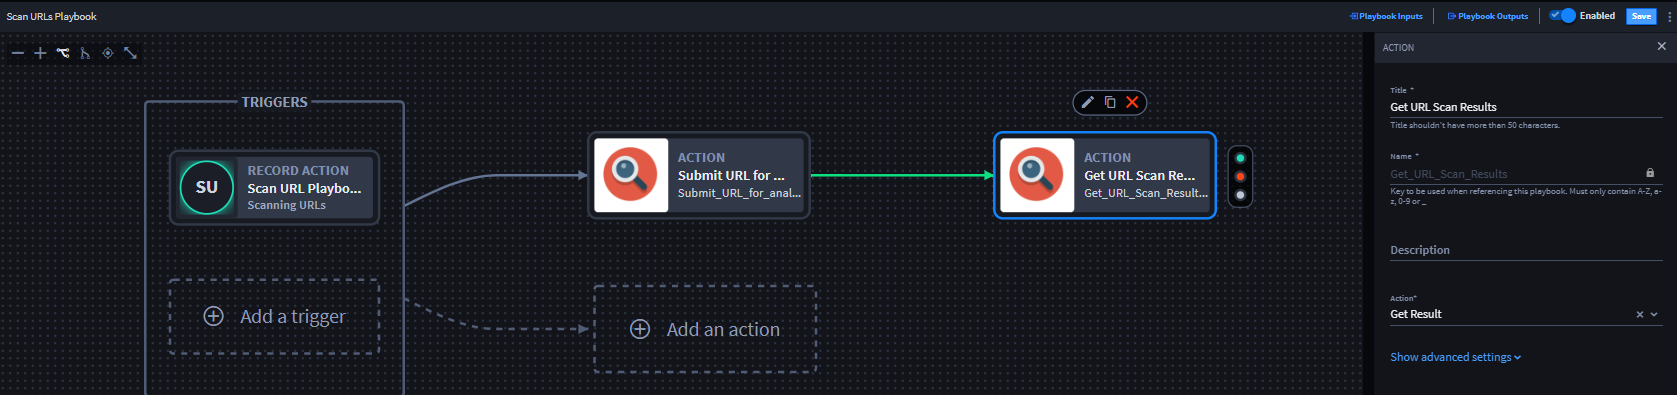 Scan URLs Playbook
Playbook Inputs
Playbook Outputs
Enabled
Save
TRIGGERS
SU
RECORD ACTION
Scan URL Playbo...
Scanning URLs
Add a trigger
ACTION
Submit URL for ...
Submit_URL_for_anal...
Add an action
ACTION
Get URL Scan Re...
Get_URL_Scan_Result...
ACTION
Title *
Get URL Scan Results
Title shouldn't have more than 50 characters.
Name *
Get_URL_Scan_Results
Key to be used when referencing this playbook. Must only contain A-Z, a-
z, 0-9 or _
Description
Action*
Get Result
Show advanced settings